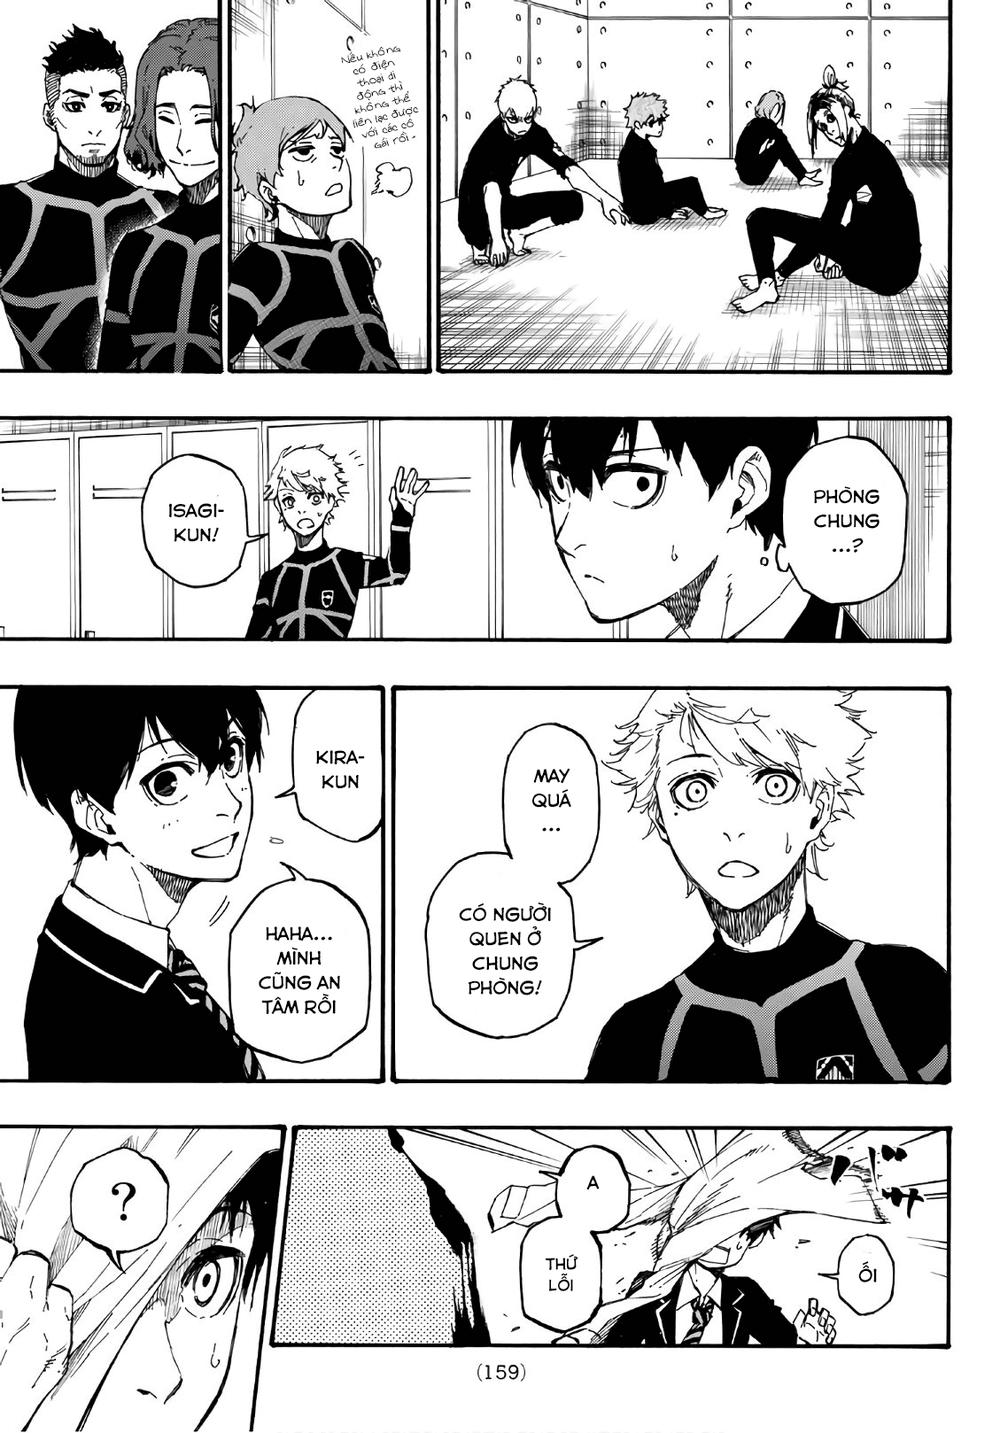 Nếu không
có điện
thoại di
động thì
không thể
liên lạc được
với các cô
gái rồi..
PHÒNG
CHUNG
...?
ISAGI-
KUN!
MAY
QUÁ
...
CÓ NGƯỜI
QUEN Ở
CHUNG
PHÒNG!
KIRA-
KUN
HAHA...
MÌNH
CŨNG AN
TÂM RỒI
ỐI
A
THỨ
LỖI
?
(159)